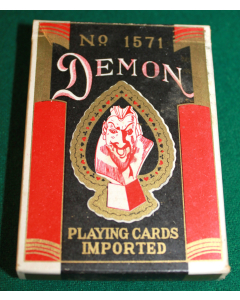 No 1571
DEMON
PLAYING CARDS
IMPORTED